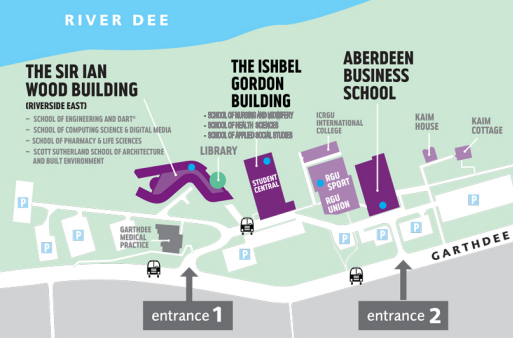 RIVER DEE
THE SIR IAN
WOOD BUILDING
(RIVERSIDE EAST)
– SCHOOL OF ENGINEERING AND DART
– SCHOOL OF COMPUTING SCIENCE & DIGITAL MEDIA
– SCHOOL OF PHARMACY & LIFE SCIENCES
– SCOTT SUTHERLAND SCHOOL OF ARCHITECTURE
AND BUILT ENVIRONMENT
THE ISHBEL
GORDON
BUILDING
- SCHOOL OF NURSING AND MIDWIFERY
- SCHOOL OF HEALTH SCIENCES
- SCHOOL OF APPLIED SOCIAL STUDIES
LIBRARY
ABERDEEN
BUSINESS
SCHOOL
ICRGU
INTERNATIONAL
COLLEGE
KAIM
HOUSE
KAIM
COTTAGE
STUDENT
CENTRAL
RGU
SPORT
RGU
UNION
GARTHDEE
MEDICAL
PRACTICE
P
P
P
P
P
P
P
P
GARTHDEE
entrance 1
entrance 2